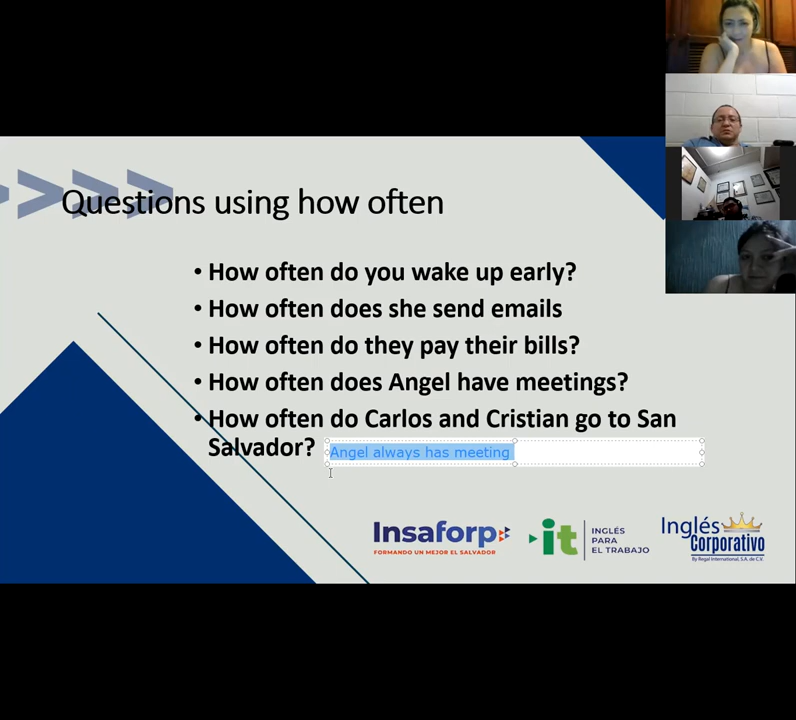 Questions using how often
• How often do you wake up early?
• How often does she send emails
• How often do they pay their bills?
• How often does Angel have meetings?
• How often do Carlos and Cristian go to San
Salvador?
Angel always has meeting
Insaforp
FORMANDO UN MEJOR EL SALVADOR
it
INGLÉS
PARA
EL TRABAJO
Inglés
Corporativo
By Regal International, S.A. de C.V.